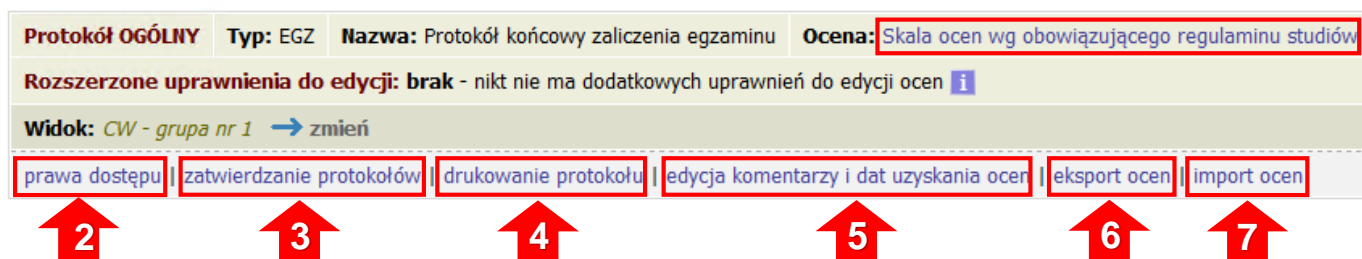 Protokół OGÓLNY Typ: EGZ Nazwa: Protokół końcowy zaliczenia egzaminu Ocena: Skala ocen wg obowiązującego regulaminu studiów
Rozszerzone uprawnienia do edycji: brak - nikt nie ma dodatkowych uprawnień do edycji ocen i
Widok: CW - grupa nr 1 → zmień
prawa dostępu | zatwierdzanie protokołów | drukowanie protokołu | edycja komentarzy i dat uzyskania ocen | eksport ocen | import ocen
2 3 4 5 6 7